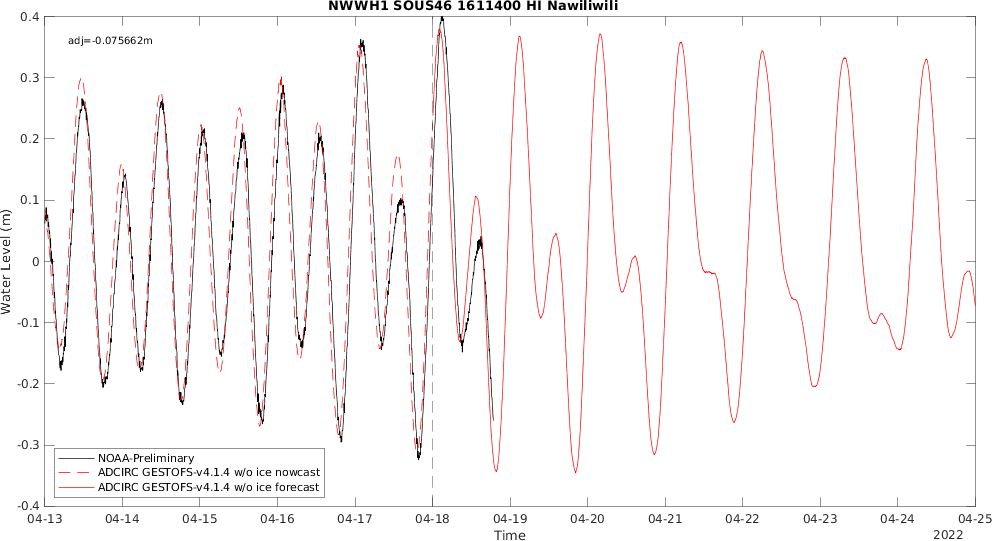 NWWH1 SOUS46 1611400 HI Nawiliwili
adj=-0.075662m
Water Level (m)
0.4
0.3
0.2
0.1
0
-0.1
-0.2
-0.3
-0.4
NOAA-Preliminary
ADCIRC GESTOFS-v4.1.4 w/o ice nowcast
ADCIRC GESTOFS-v4.1.4 w/o ice forecast
04-13 04-14 04-15 04-16 04-17 04-18 04-19 04-20 04-21 04-22 04-23 04-24 04-25
Time
2022